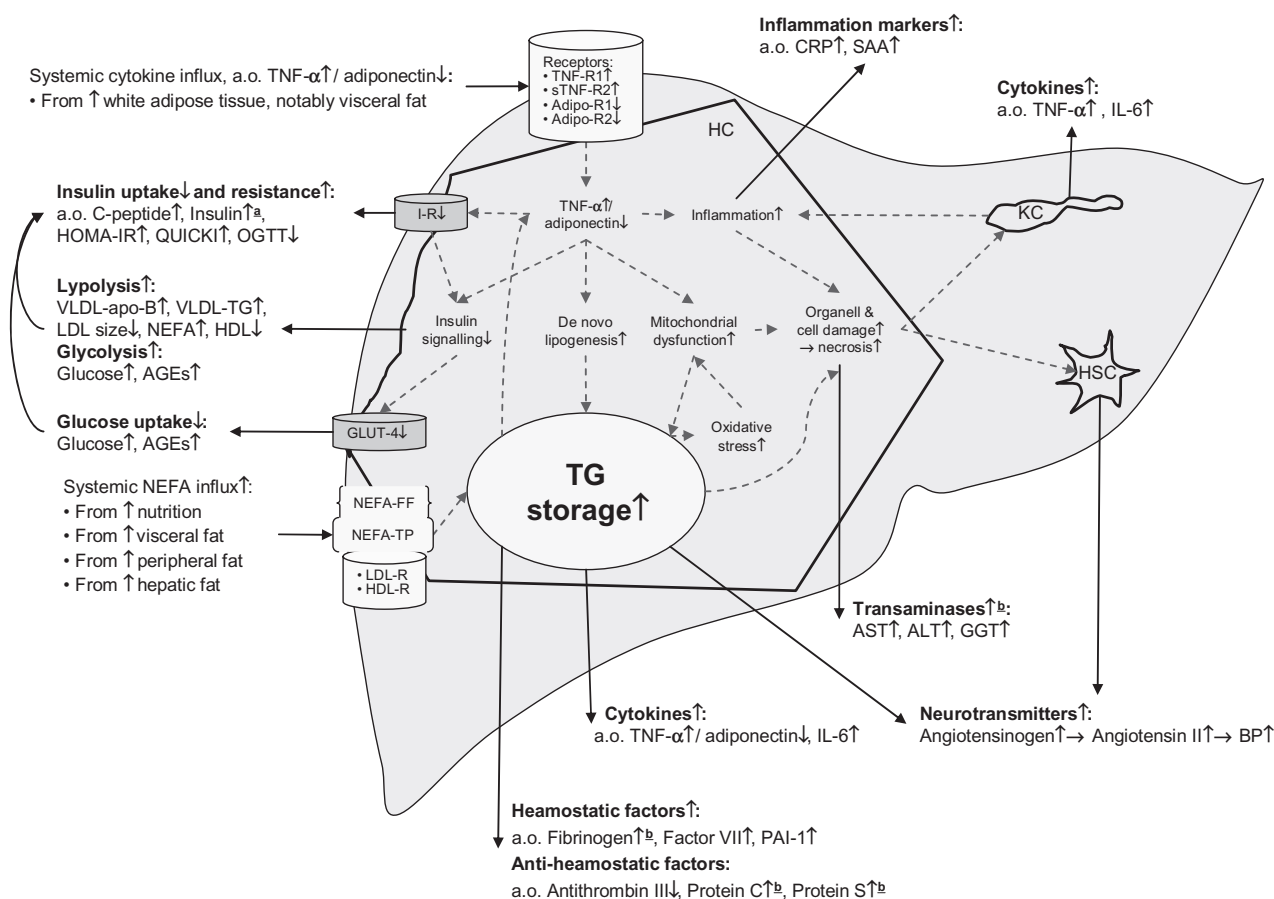 Inflammation markers↑:
a.o. CRP↑, SAA↑
Systemic cytokine influx, a.o. TNF-α↑/ adiponectin↓:
• From ↑ white adipose tissue, notably visceral fat
Receptors:
• TNF-R1↑
• sTNF-R2↑
• Adipo-R1↓
• Adipo-R2↓
HC
Cytokines↑:
a.o. TNF-α↑ , IL-6↑
Insulin uptake↓ and resistance↑:
a.o. C-peptide↑, Insulin↑a,
HOMA-IR↑, QUICKI↑, OGTT↓
I-R↓
TNF-α↑/
adiponectin↓
Inflammation↑
KC
Lypolysis↑:
VLDL-apo-B↑, VLDL-TG↑,
LDL size↓, NEFA↑, HDL↓
Glycolysis↑:
Glucose↑, AGEs↑
Insulin
signalling↓
De novo
lipogenesis↑
Mitochondrial
dysfunction↑
Organell &
cell damage↑
→ necrosis↑
HSC
Glucose uptake↓:
Glucose↑, AGEs↑
GLUT-4↓
Oxidative
stress↑
TG
storage↑
Systemic NEFA influx↑:
• From ↑ nutrition
• From ↑ visceral fat
• From ↑ peripheral fat
• From ↑ hepatic fat
NEFA-FF
NEFA-TP
• LDL-R
• HDL-R
Transaminases↑b:
AST↑, ALT↑, GGT↑
Cytokines↑:
a.o. TNF-α↑/ adiponectin↓, IL-6↑
Neurotransmitters↑:
Angiotensinogen↑→ Angiotensin II↑→ BP↑
Heamostatic factors↑:
a.o. Fibrinogen↑b, Factor VII↑, PAI-1↑
Anti-heamostatic factors:
a.o. Antithrombin III↓, Protein C↑b, Protein S↑b